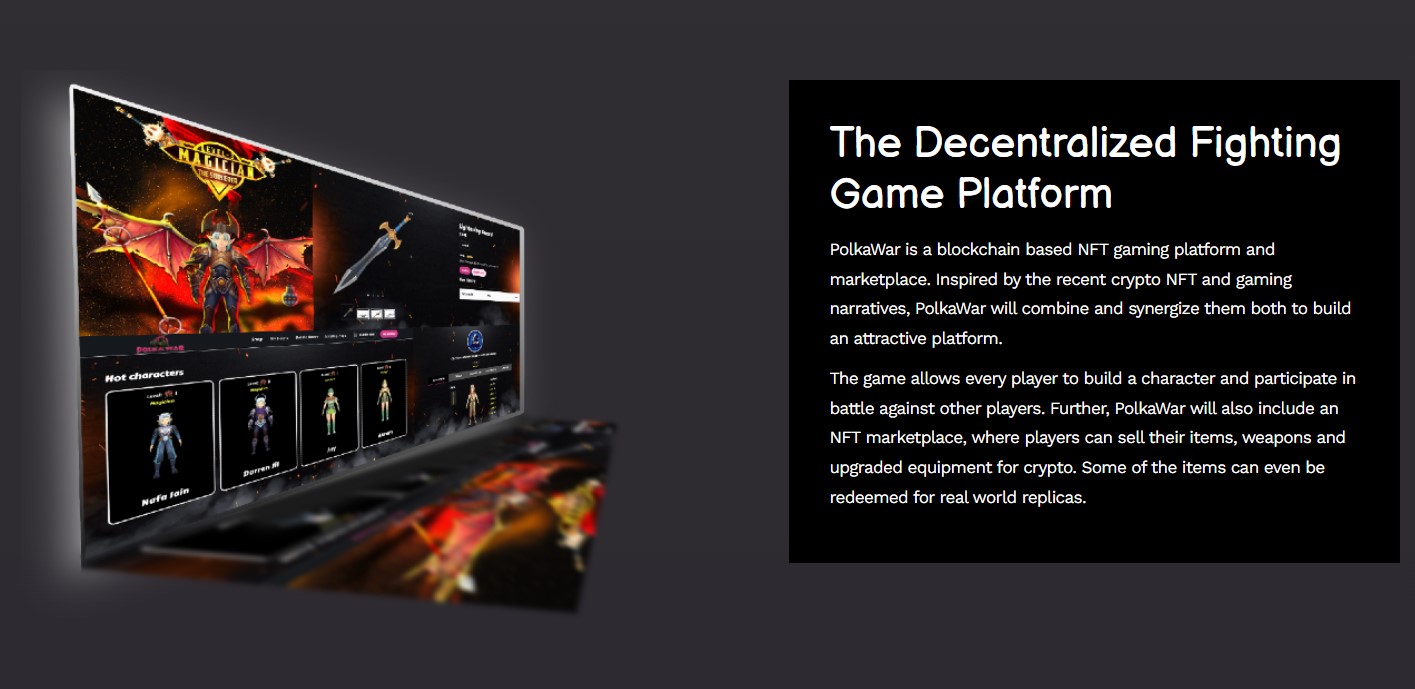 LEVEL
MAGICIAN
THE SORCERER
POLKAWAR
Hot characters
Magician
Nafa Iain
Darren III
Joy
The Decentralized Fighting
Game Platform
PolkaWar is a blockchain based NFT gaming platform and
marketplace. Inspired by the recent crypto NFT and gaming
narratives, PolkaWar will combine and synergize them both to build
an attractive platform.
The game allows every player to build a character and participate in
battle against other players. Further, PolkaWar will also include an
NFT marketplace, where players can sell their items, weapons and
upgraded equipment for crypto. Some of the items can even be
redeemed for real world replicas.